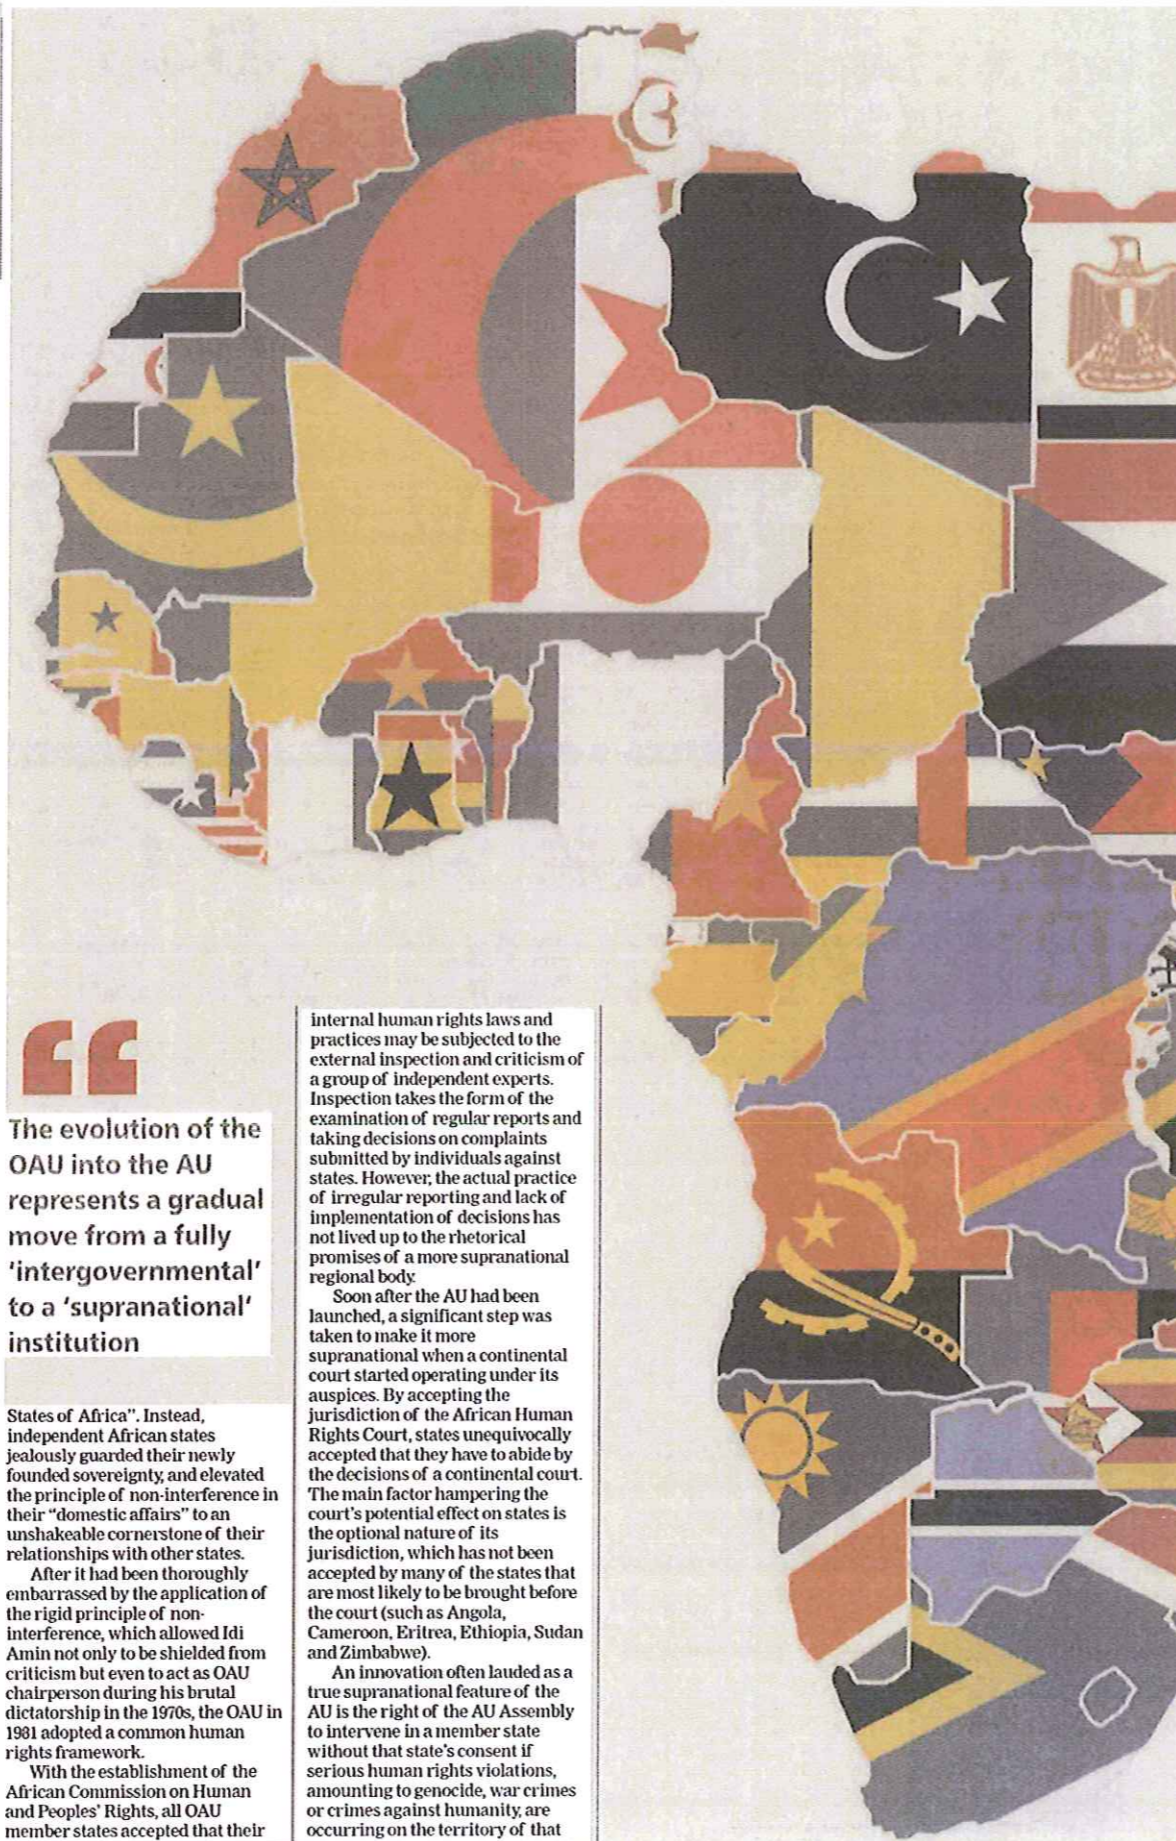 “
The evolution of the
OAU into the AU
represents a gradual
move from a fully
‘intergovernmental’
to a ‘supranational’
institution
States of Africa”. Instead,
independent African states
jealously guarded their newly
founded sovereignty, and elevated
the principle of non-interference in
their “domestic affairs” to an
unshakeable cornerstone of their
relationships with other states.
After it had been thoroughly
embarrassed by the application of
the rigid principle of non-
interference, which allowed Idi
Amin not only to be shielded from
criticism but even to act as OAU
chairperson during his brutal
dictatorship in the 1970s, the OAU in
1981 adopted a common human
rights framework.
With the establishment of the
African Commission on Human
and Peoples’ Rights, all OAU
member states accepted that their
internal human rights laws and
practices may be subjected to the
external inspection and criticism of
a group of independent experts.
Inspection takes the form of the
examination of regular reports and
taking decisions on complaints
submitted by individuals against
states. However, the actual practice
of irregular reporting and lack of
implementation of decisions has
not lived up to the rhetorical
promises of a more supranational
regional body.
Soon after the AU had been
launched, a significant step was
taken to make it more
supranational when a continental
court started operating under its
auspices. By accepting the
jurisdiction of the African Human
Rights Court, states unequivocally
accepted that they have to abide by
the decisions of a continental court.
The main factor hampering the
court’s potential effect on states is
the optional nature of its
jurisdiction, which has not been
accepted by many of the states that
are most likely to be brought before
the court (such as Angola,
Cameroon, Eritrea, Ethiopia, Sudan
and Zimbabwe).
An innovation often lauded as a
true supranational feature of the
AU is the right of the AU Assembly
to intervene in a member state
without that state’s consent if
serious human rights violations,
amounting to genocide, war crimes
or crimes against humanity, are
occurring on the territory of that